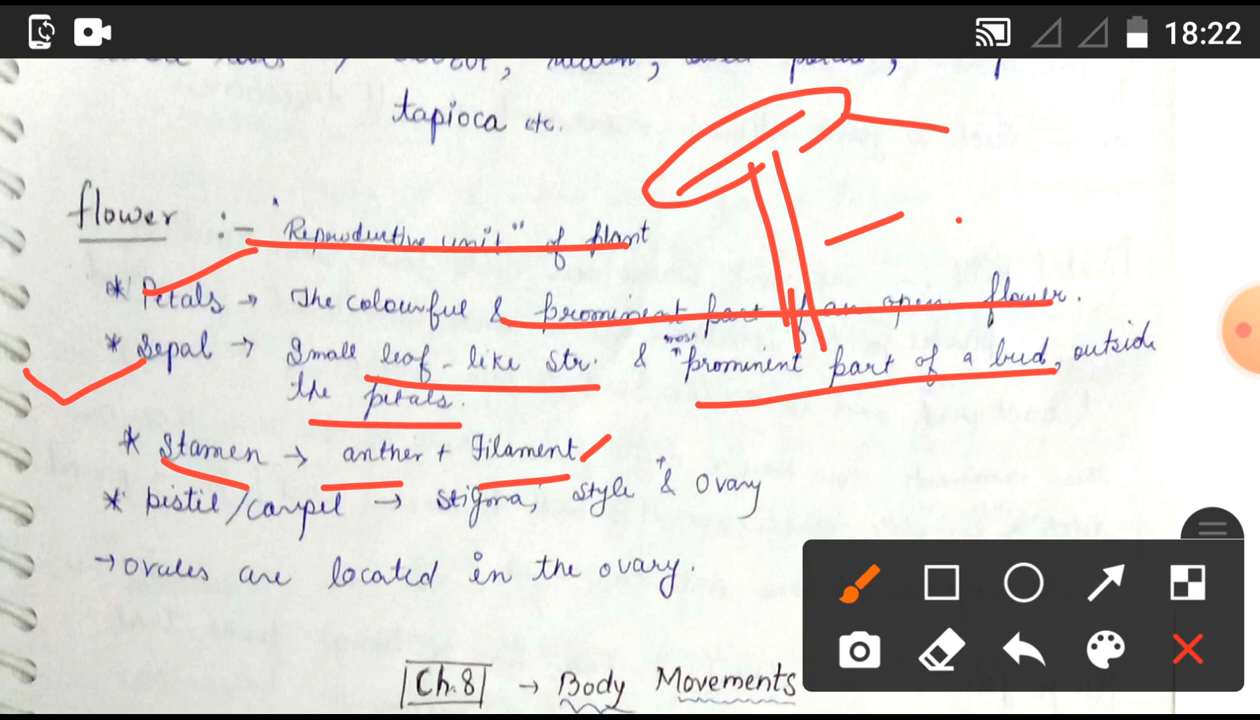 18:22
tapioca etc.
flower :- "Reproductive unit" of plant
* Petals → The colourful & prominent part of an open flower.
* Sepal → Small leaf-like str. & most prominent part of a bud, outside
the petals.
* Stamen → anther + Filament
* pistil/carpel → stigma, style & ovary
→ ovules are located in the ovary.
Ch.8 → Body Movements